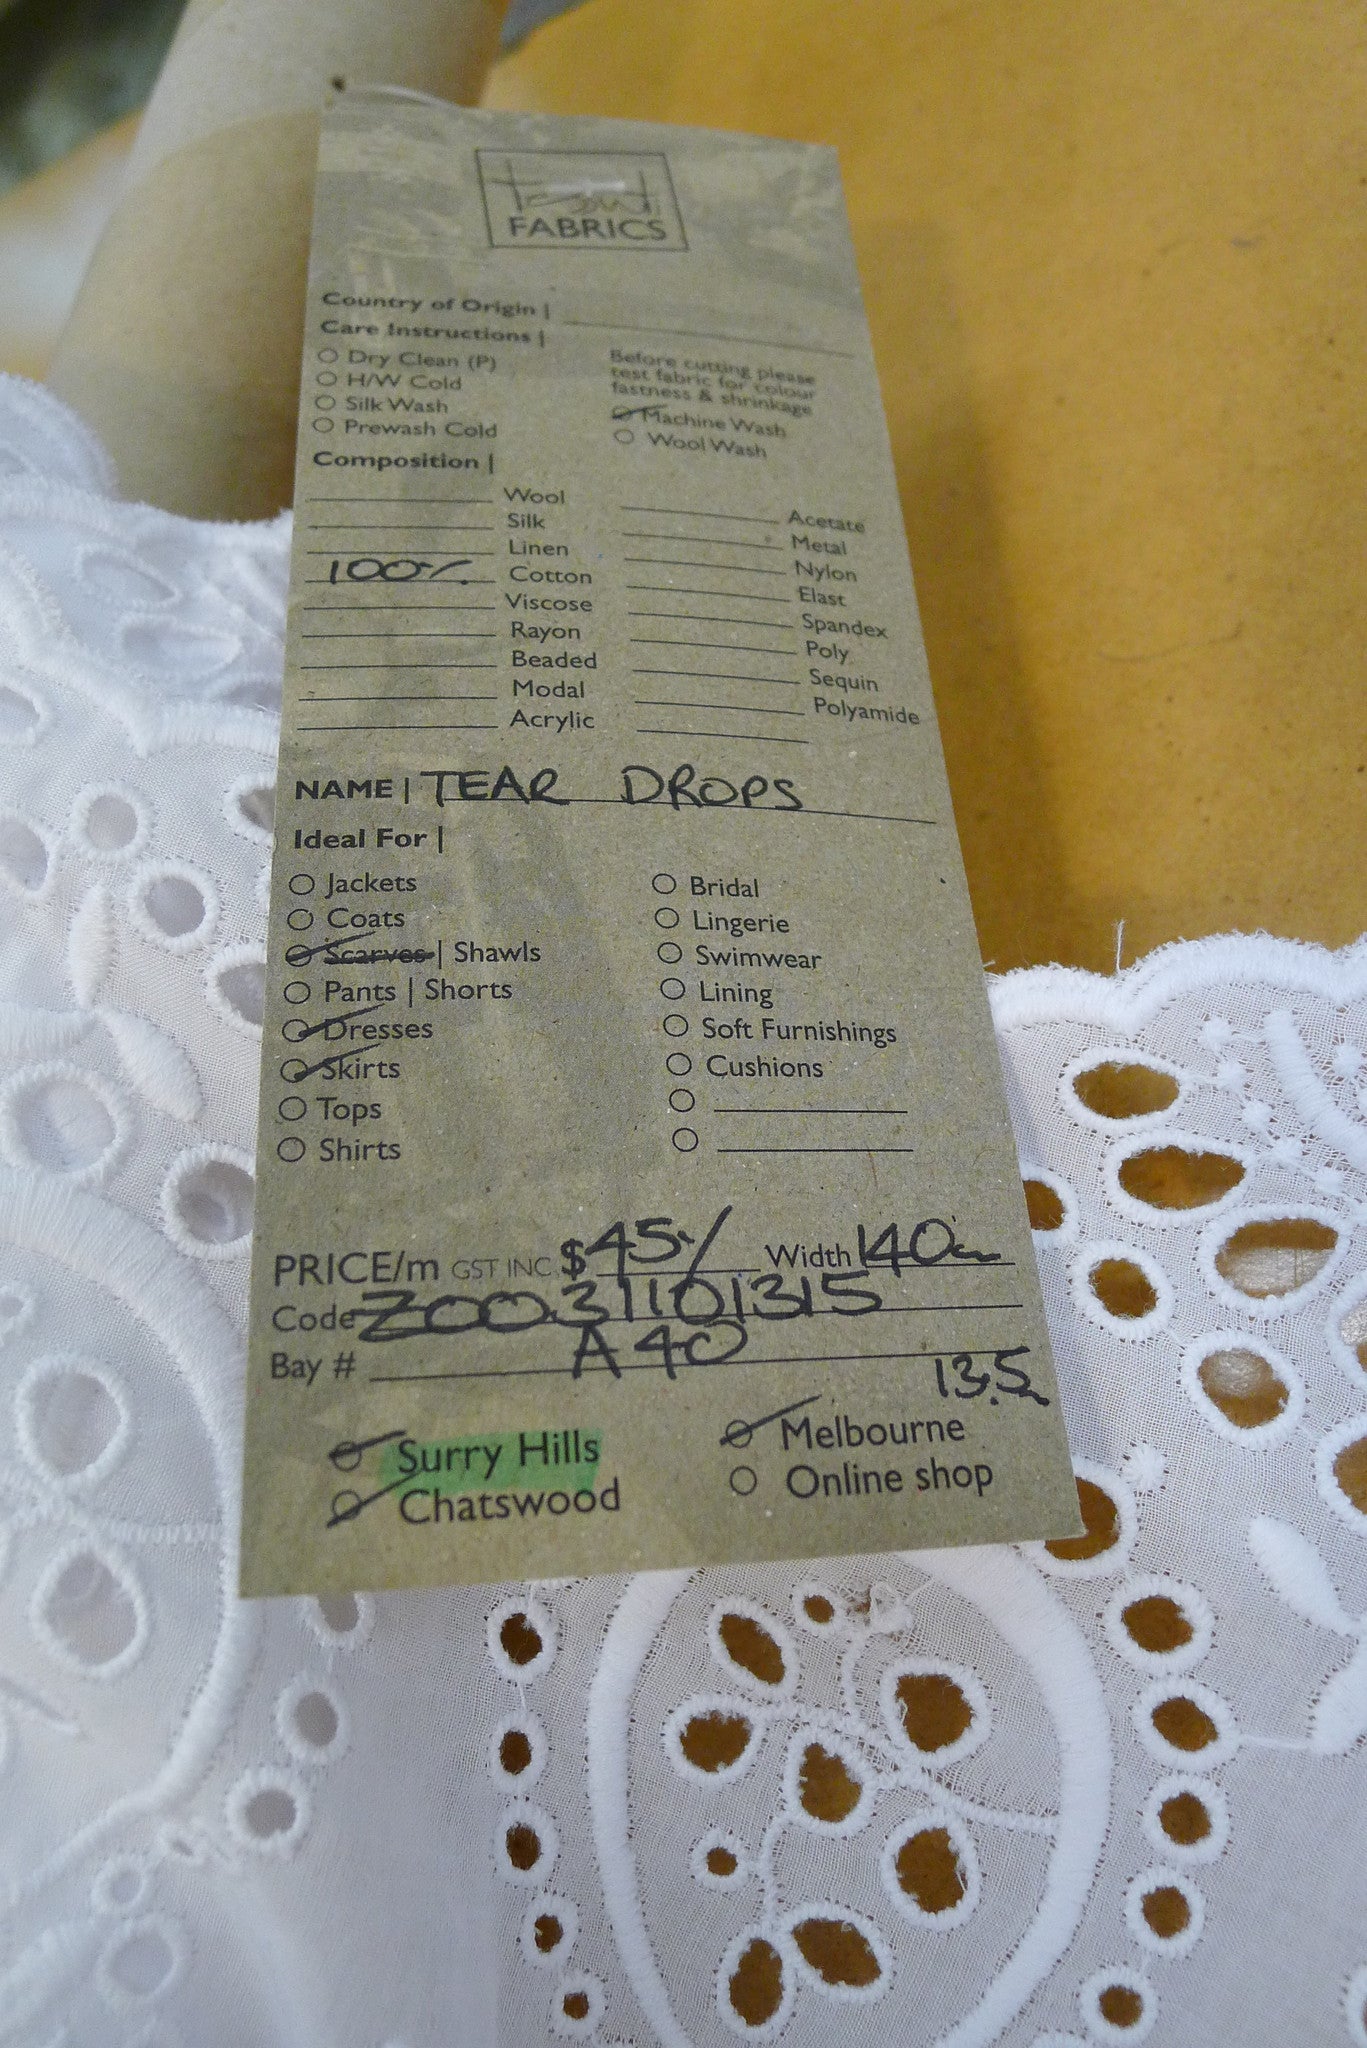 FABRICS
Country of Origin |
Care Instructions |
Dry Clean (P)
H/W Cold
Silk Wash
Prewash Cold
Before cutting please
test fabric for colour
fastness & shrinkage
Machine Wash
Wool Wash
Composition |
Wool
Silk
Linen
100% Cotton
Viscose
Rayon
Beaded
Modal
Acrylic
Acetate
Metal
Nylon
Elast
Spandex
Poly
Sequin
Polyamide
NAME | TEAR DROPS
Ideal For |
Jackets
Coats
Scarves | Shawls
Pants | Shorts
Dresses
Skirts
Tops
Shirts
Bridal
Lingerie
Swimwear
Lining
Soft Furnishings
Cushions
PRICE/m GST INC. $45/ Width 140cm
Code Z00311101315
Bay # A40
13.5m
Surry Hills
Chatswood
Melbourne
Online shop